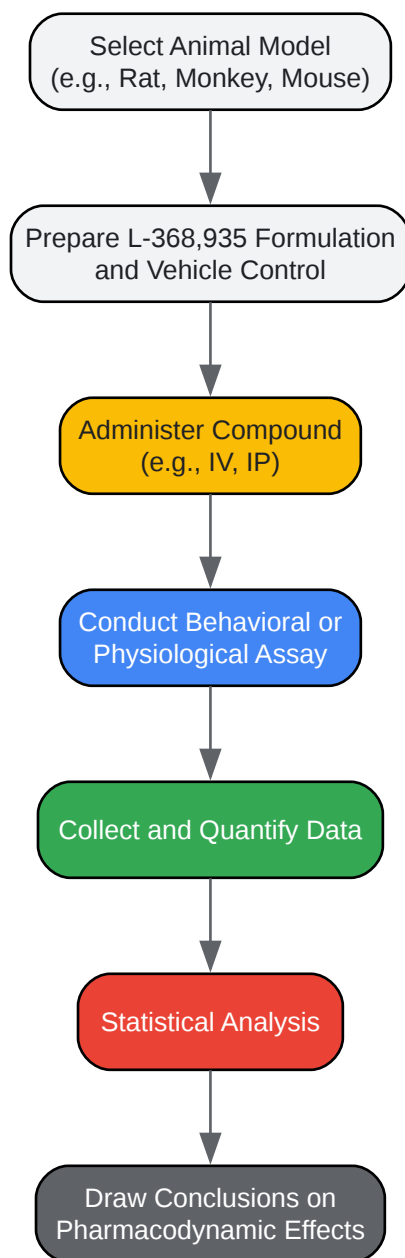 Select Animal Model
(e.g., Rat, Monkey, Mouse)
Prepare L-368,935 Formulation
and Vehicle Control
Administer Compound
(e.g., IV, IP)
Conduct Behavioral or
Physiological Assay
Collect and Quantify Data
Statistical Analysis
Draw Conclusions on
Pharmacodynamic Effects